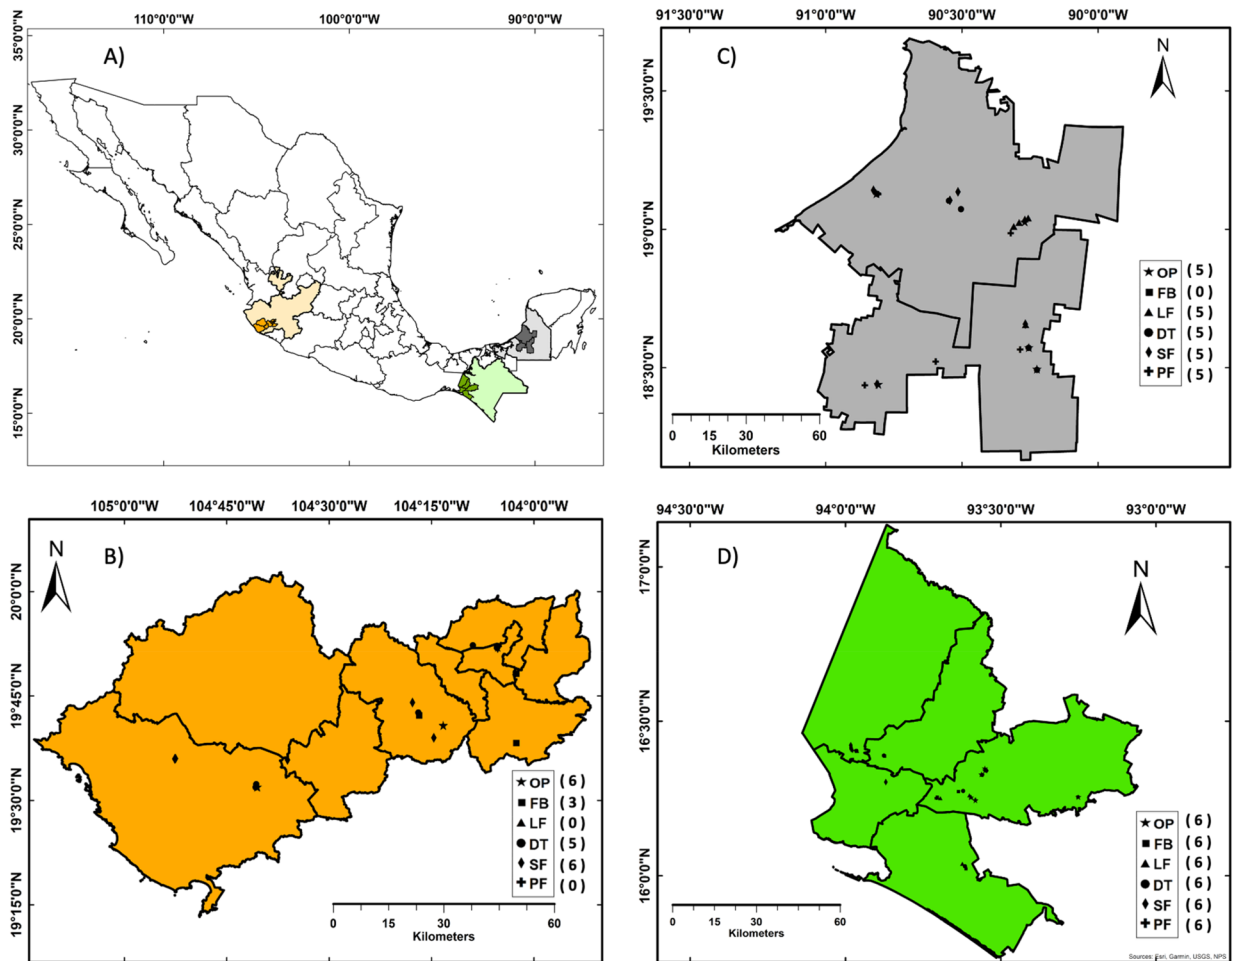 110°0'0"W 100°0'0"W 90°0'0"W
A)
35°0'0"N
30°0'0"N
25°0'0"N
20°0'0"N
15°0'0"N
91°30'0"W 91°0'0"W 90°30'0"W 90°0'0"W
C)
N
19°30'0"N
19°0'0"N
18°30'0"N
OP (5)
FB (0)
LF (5)
DT (5)
SF (5)
PF (5)
0 15 30 60
Kilometers
105°0'0"W 104°45'0"W 104°30'0"W 104°15'0"W 104°0'0"W
B)
N
20°0'0"N
19°45'0"N
19°30'0"N
19°15'0"N
OP (6)
FB (3)
LF (0)
DT (5)
SF (6)
PF (0)
0 15 30 60
Kilometers
94°30'0"W 94°0'0"W 93°30'0"W 93°0'0"W
D)
N
17°0'0"N
16°30'0"N
16°0'0"N
OP (6)
FB (6)
LF (6)
DT (6)
SF (6)
PF (6)
0 15 30 60
Kilometers
Sources: Esri, Garmin, USGS, NPS